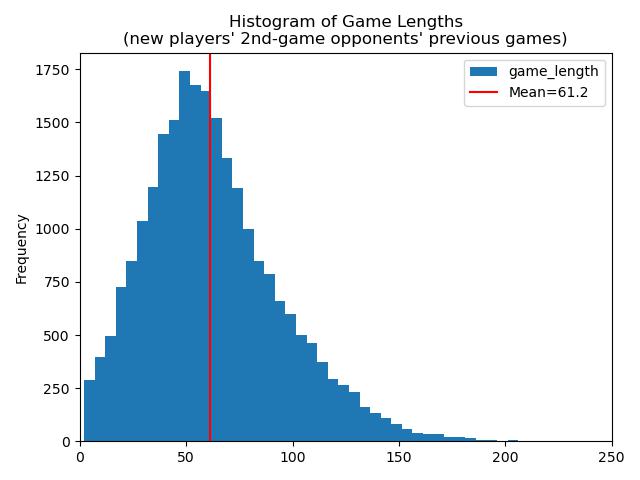 Histogram of Game Lengths
(new players' 2nd-game opponents' previous games)
game_length
Mean=61.2
Frequency
1750
1500
1250
1000
750
500
250
0
0 50 100 150 200 250